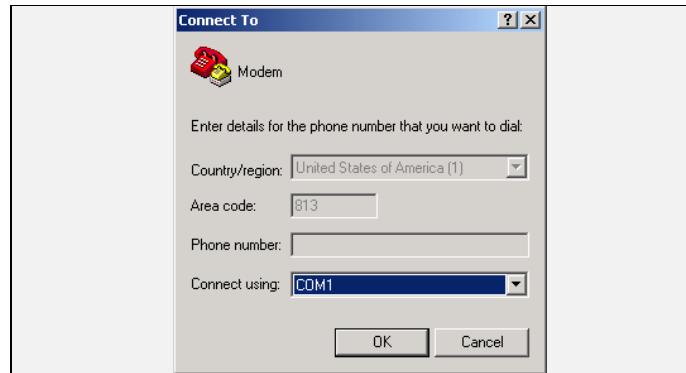 Connect To
Modem
Enter details for the phone number that you want to dial:
Country/region: United States of America (1)
Area code: 813
Phone number:
Connect using: COM1
OK Cancel